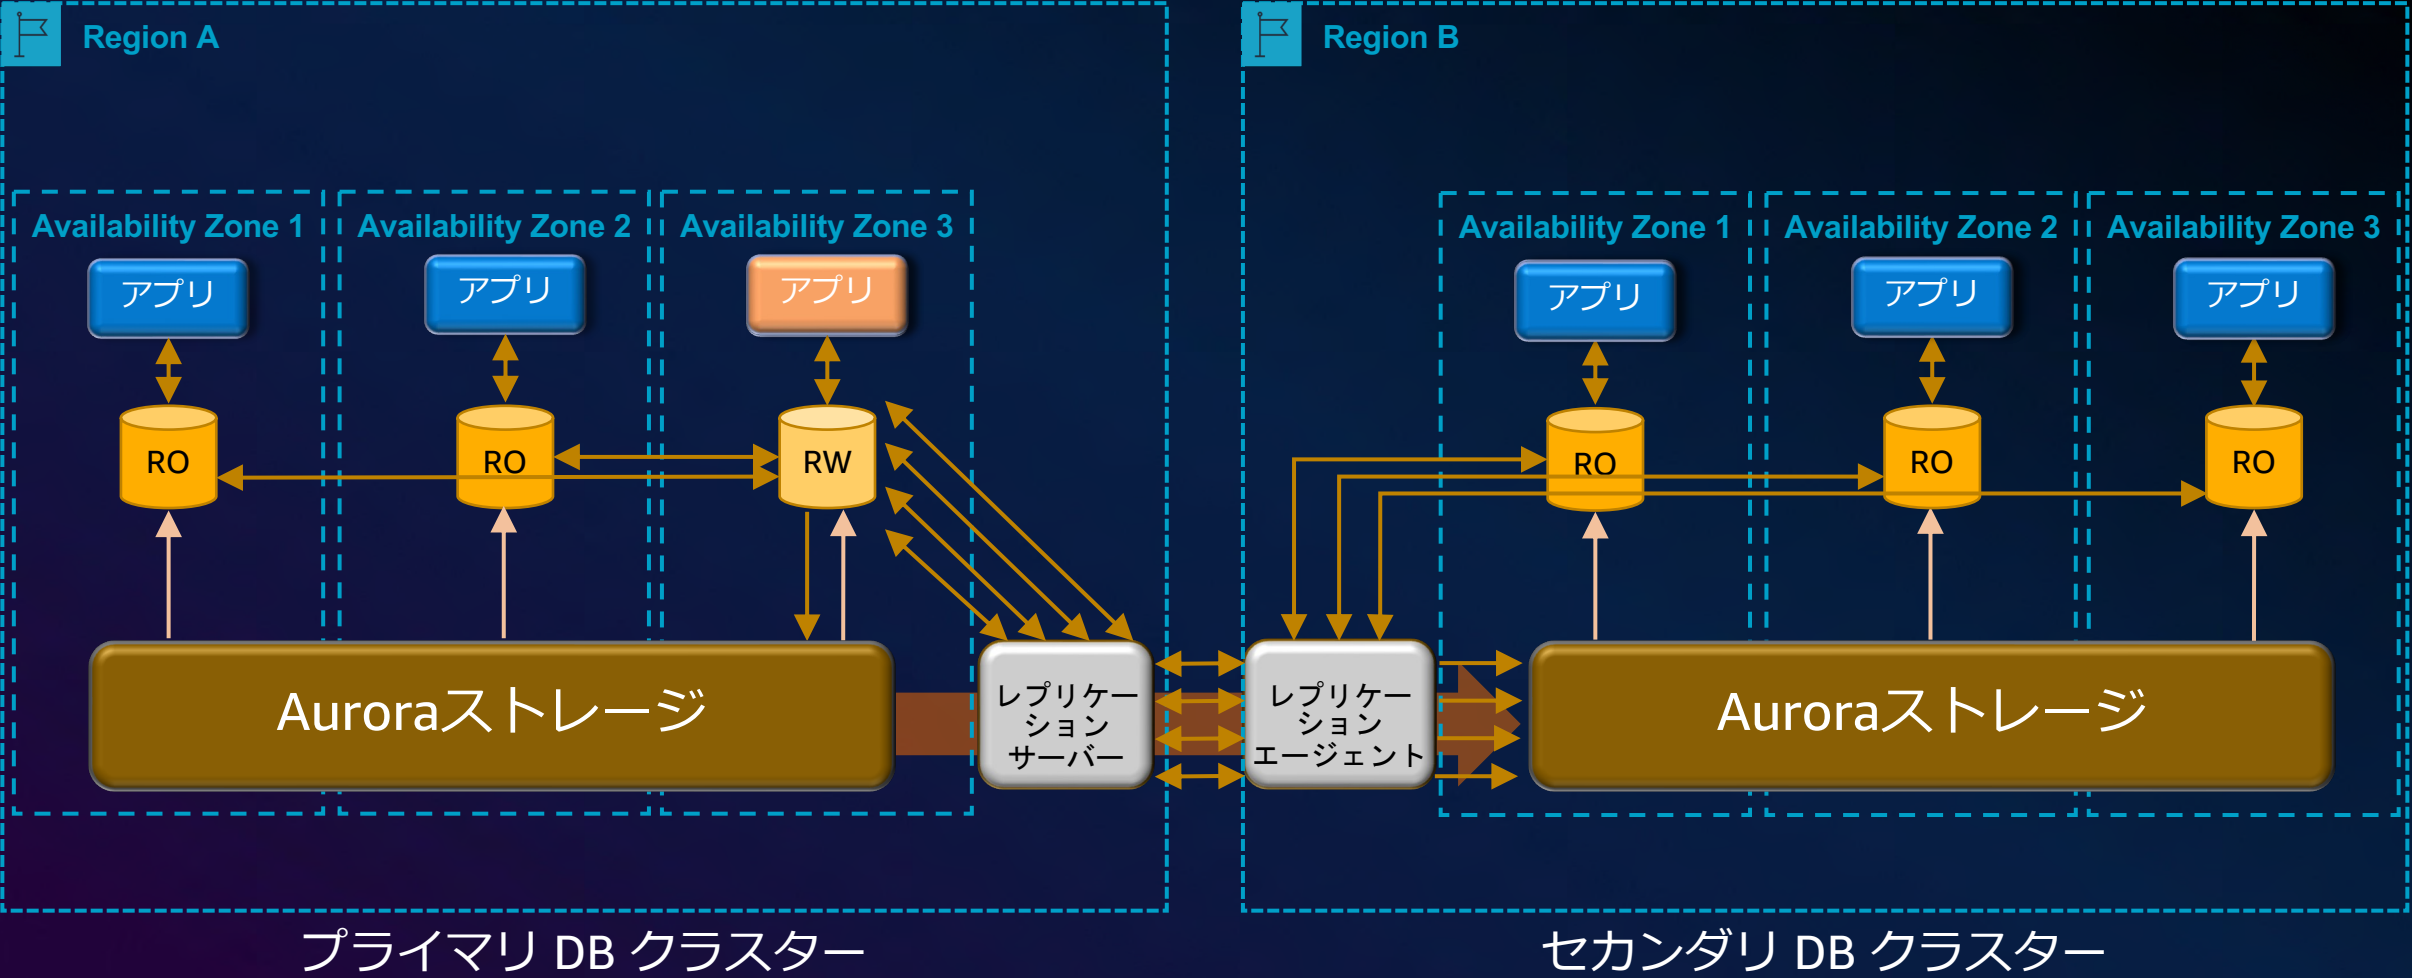 Region A
Region B
Availability Zone 1
Availability Zone 2
Availability Zone 3
Availability Zone 1
Availability Zone 2
Availability Zone 3
アプリ
アプリ
アプリ
アプリ
アプリ
アプリ
RO
RO
RW
RO
RO
RO
Auroraストレージ
レプリケー
ション
サーバー
レプリケー
ション
エージェント
Auroraストレージ
プライマリ DB クラスター
セカンダリ DB クラスター